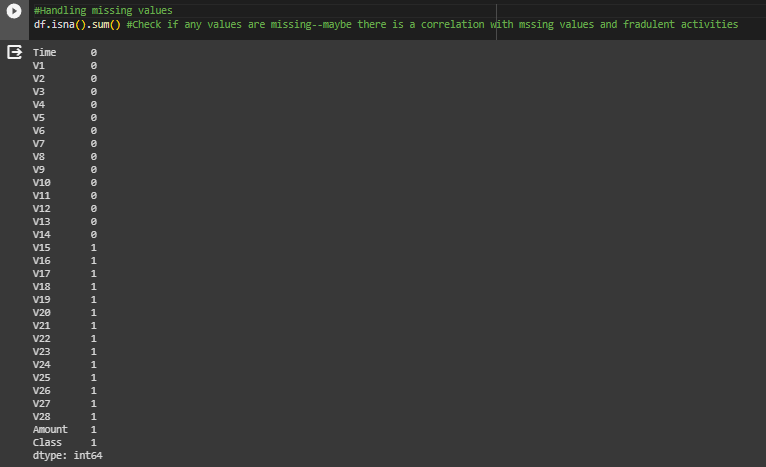 #Handling missing values
df.isna().sum() #Check if any values are missing--maybe there is a correlation with mssing values and fradulent activities
Time 0
V1 0
V2 0
V3 0
V4 0
V5 0
V6 0
V7 0
V8 0
V9 0
V10 0
V11 0
V12 0
V13 0
V14 0
V15 1
V16 1
V17 1
V18 1
V19 1
V20 1
V21 1
V22 1
V23 1
V24 1
V25 1
V26 1
V27 1
V28 1
Amount 1
Class 1
dtype: int64